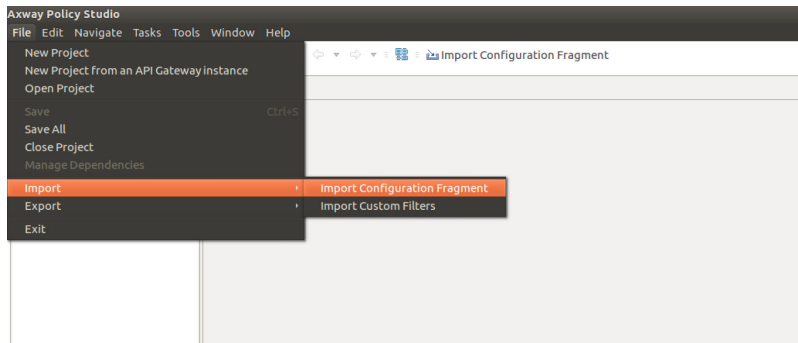 Axway Policy Studio
File Edit Navigate Tasks Tools Window Help
New Project
Import Configuration Fragment
New Project from an API Gateway instance
Open Project
Save Ctrl+S
Save All
Close Project
Manage Dependencies
Import
Import Configuration Fragment
Export
Import Custom Filters
Exit